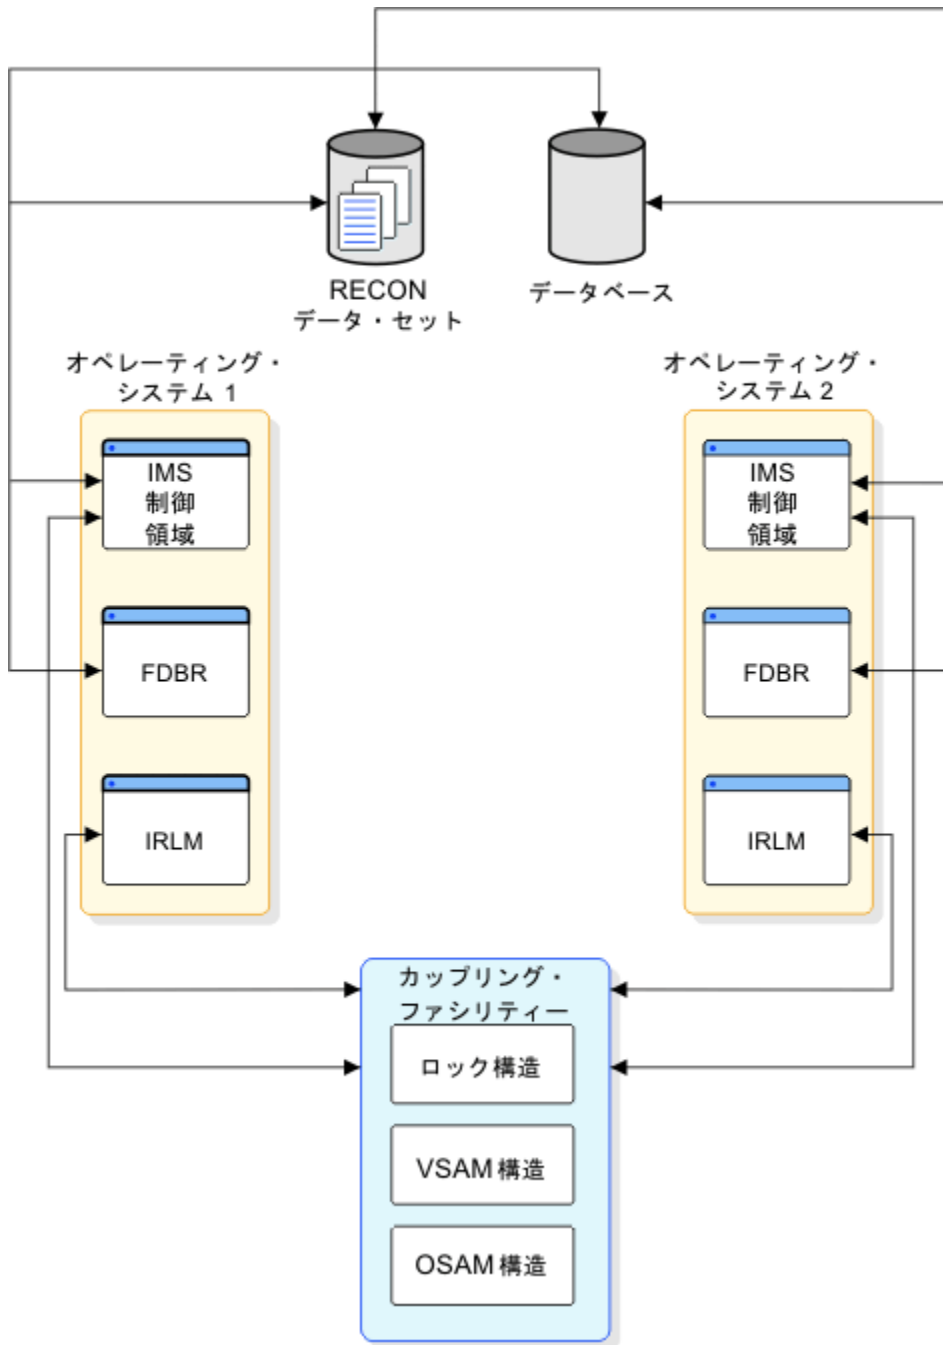 RECON
データ・セット
データベース
オペレーティング・
システム 1
オペレーティング・
システム 2
IMS
制御
領域
FDBR
IRLM
IMS
制御
領域
FDBR
IRLM
カップリング・
ファシリティー
ロック構造
VSAM 構造
OSAM 構造